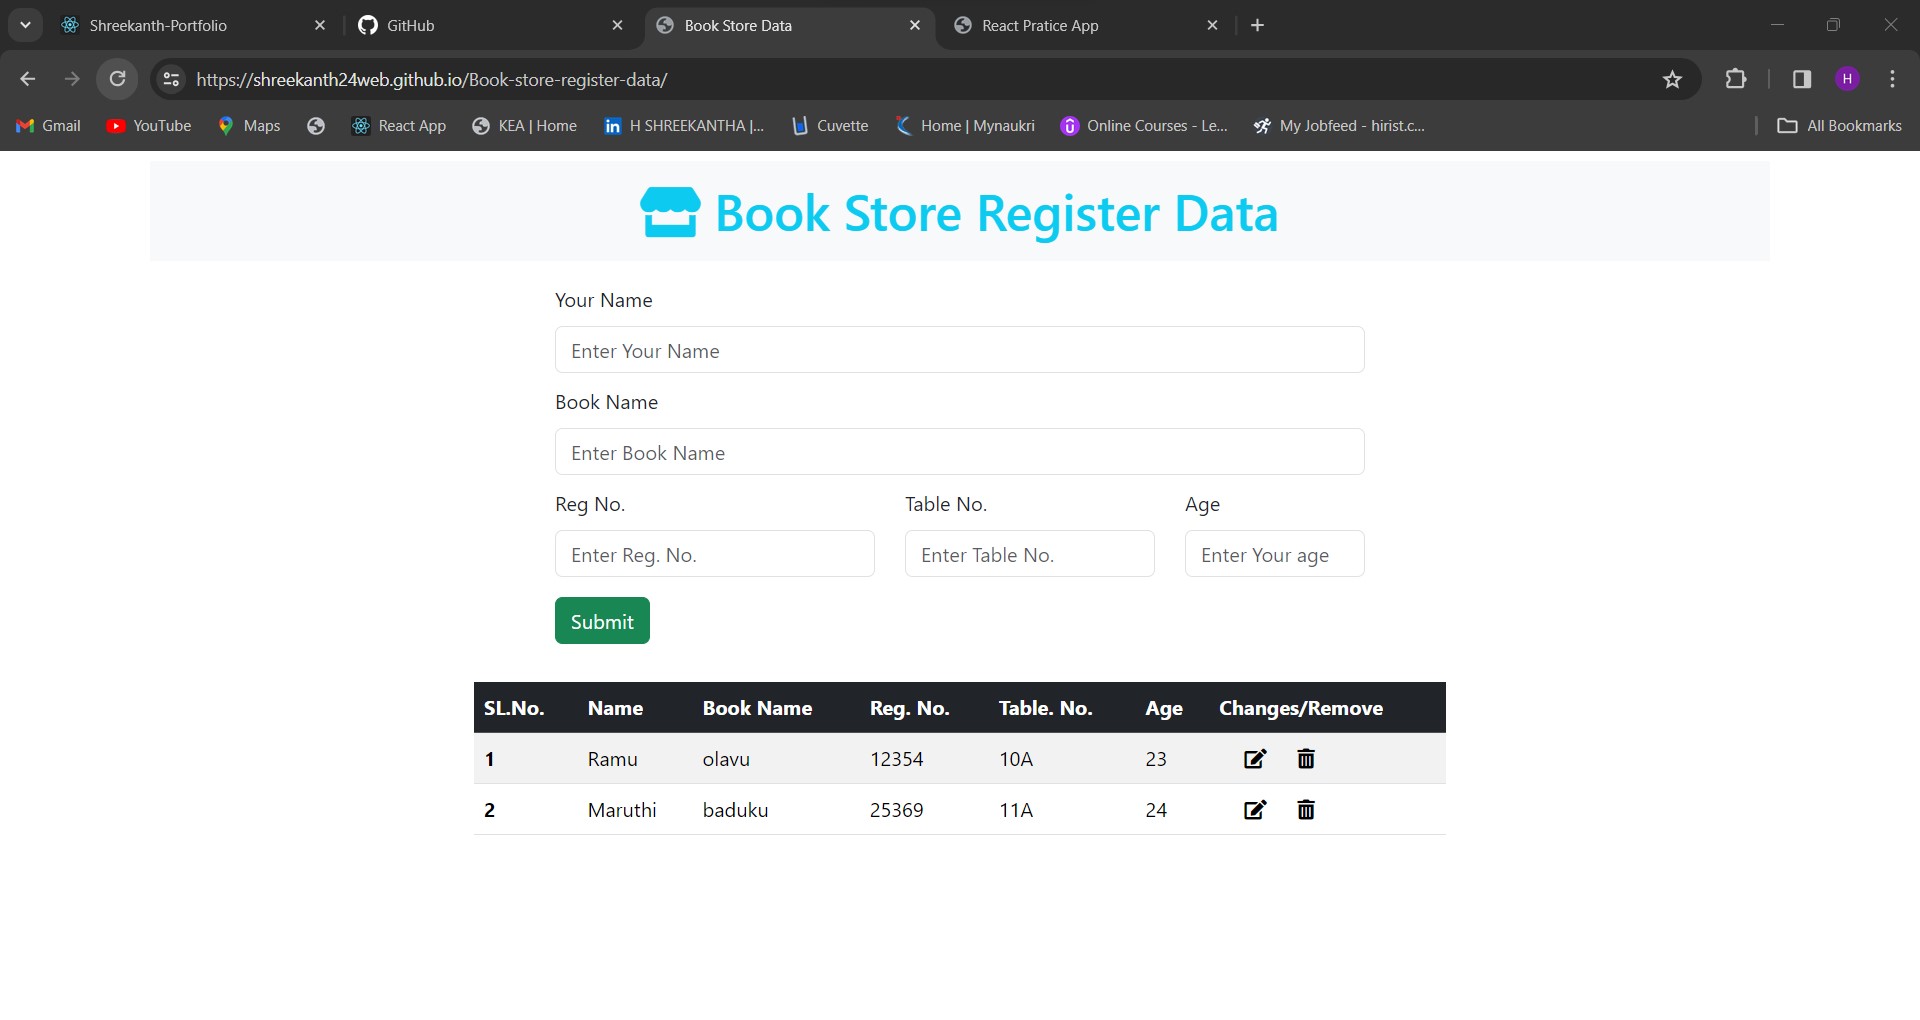 Shreekanth-Portfolio GitHub Book Store Data React Pratice App
https://shreekanth24web.github.io/Book-store-register-data/ H
Gmail YouTube Maps React App KEA | Home H SHREEKANTHA |... Cuvette Home | Mynaukri Online Courses - Le... My Jobfeed - hirist.c... All Bookmarks
Book Store Register Data
Your Name
Enter Your Name
Book Name
Enter Book Name
Reg No. Table No. Age
Enter Reg. No. Enter Table No. Enter Your age
Submit
SL.No. Name Book Name Reg. No. Table. No. Age Changes/Remove
1 Ramu olavu 12354 10A 23
2 Maruthi baduku 25369 11A 24